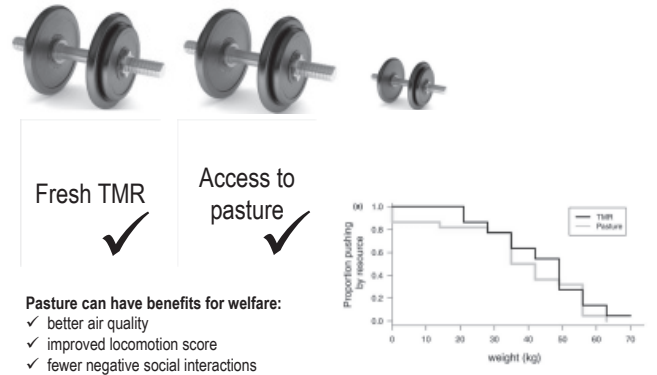 Fresh TMR
✓
Access to
pasture
✓
Pasture can have benefits for welfare:
✓ better air quality
✓ improved locomotion score
✓ fewer negative social interactions
(a)
Proportion pushing
by resource
1.0
0.8
0.6
0.4
0.2
0.0
TMR
Pasture
0 10 20 30 40 50 60 70
weight (kg)